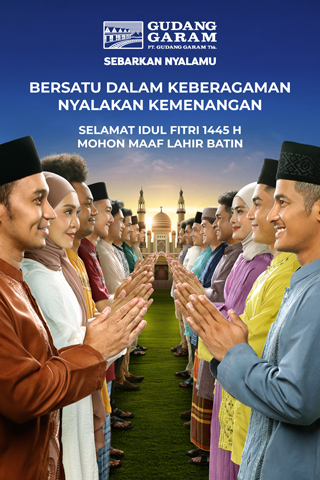 GUDANG
GARAM
PT. GUDANG GARAM Tbk.
SEBARKAN NYALAMU
BERSATU DALAM KEBERAGAMAN
NYALAKAN KEMENANGAN
SELAMAT IDUL FITRI 1445 H
MOHON MAAF LAHIR BATIN